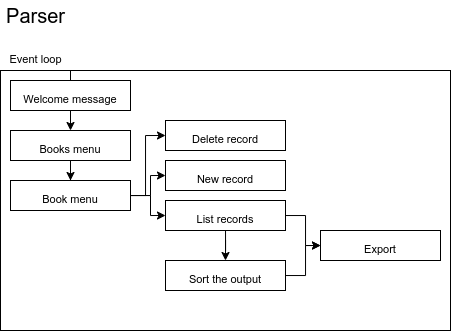 Parser
Event loop
Welcome message
Books menu
Book menu
Delete record
New record
List records
Sort the output
Export